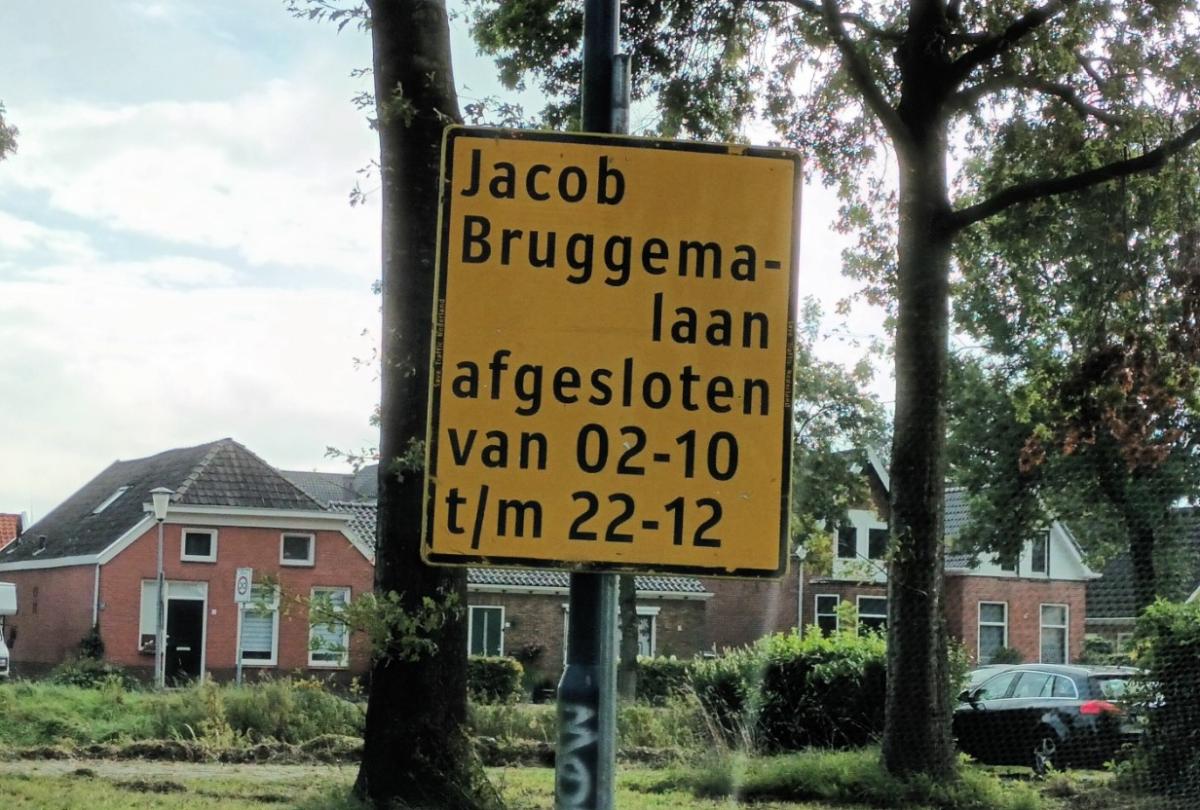 Jacob
Bruggema-
laan
afgesloten
van 02-10
t/m 22-12